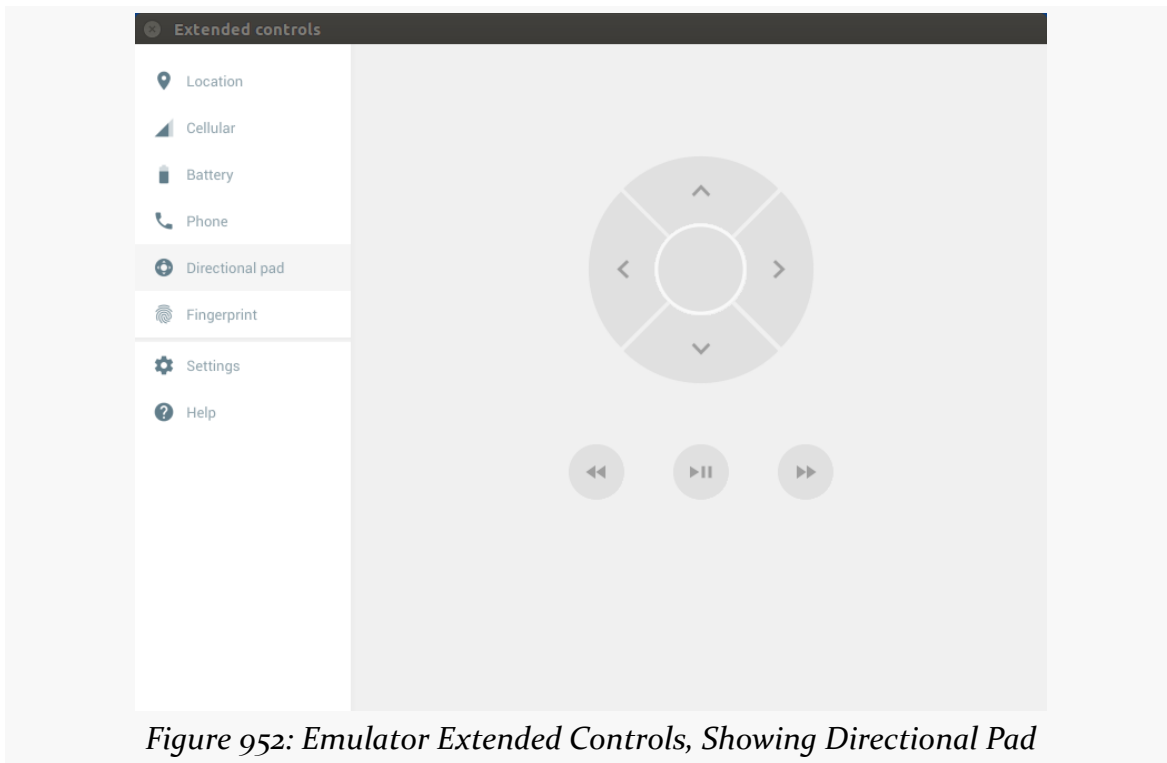 Extended controls
Location
Cellular
Battery
Phone
Directional pad
Fingerprint
Settings
Help
Figure 952: Emulator Extended Controls, Showing Directional Pad